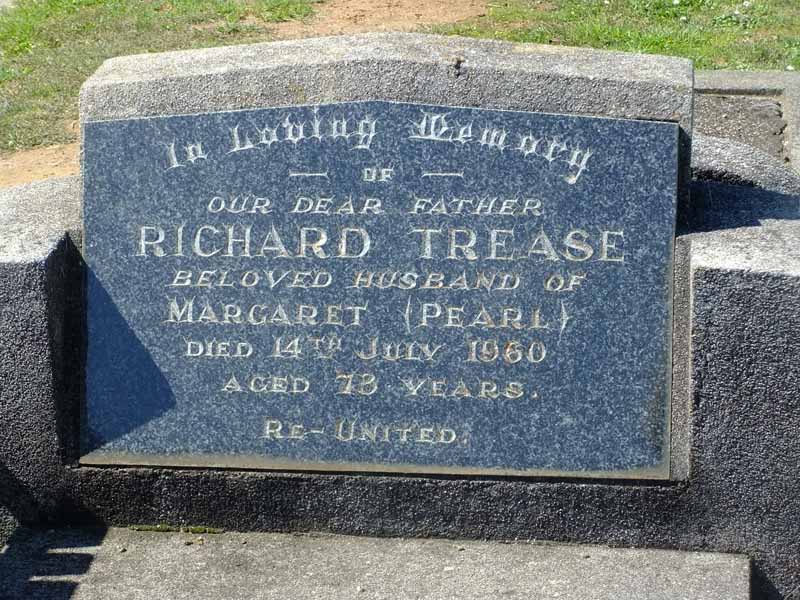 In Loving Memory
— OF —
OUR DEAR FATHER
RICHARD TREASE
BELOVED HUSBAND OF
MARGARET (PEARL)
DIED 14TH JULY 1960
AGED 78 YEARS.
RE-UNITED.